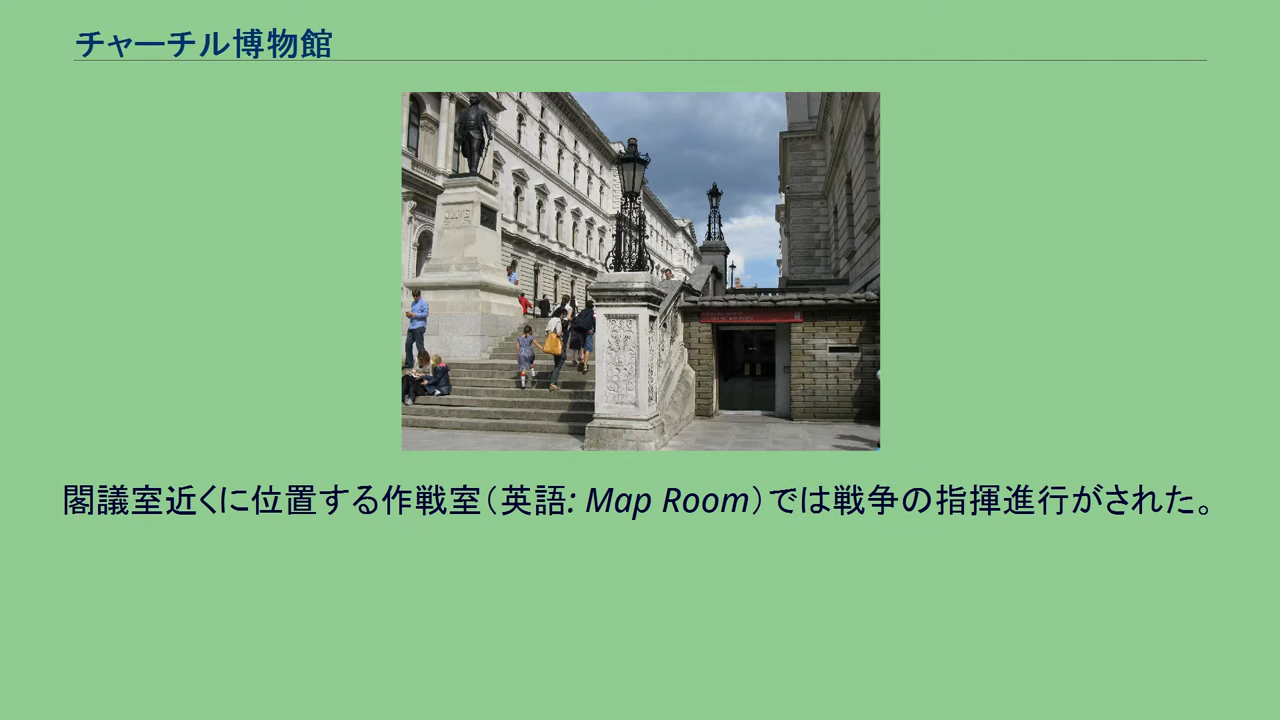 チャーチル博物館
CLIVE
閣議室近くに位置する作戦室（英語: Map Room）では戦争の指揮進行がされた。